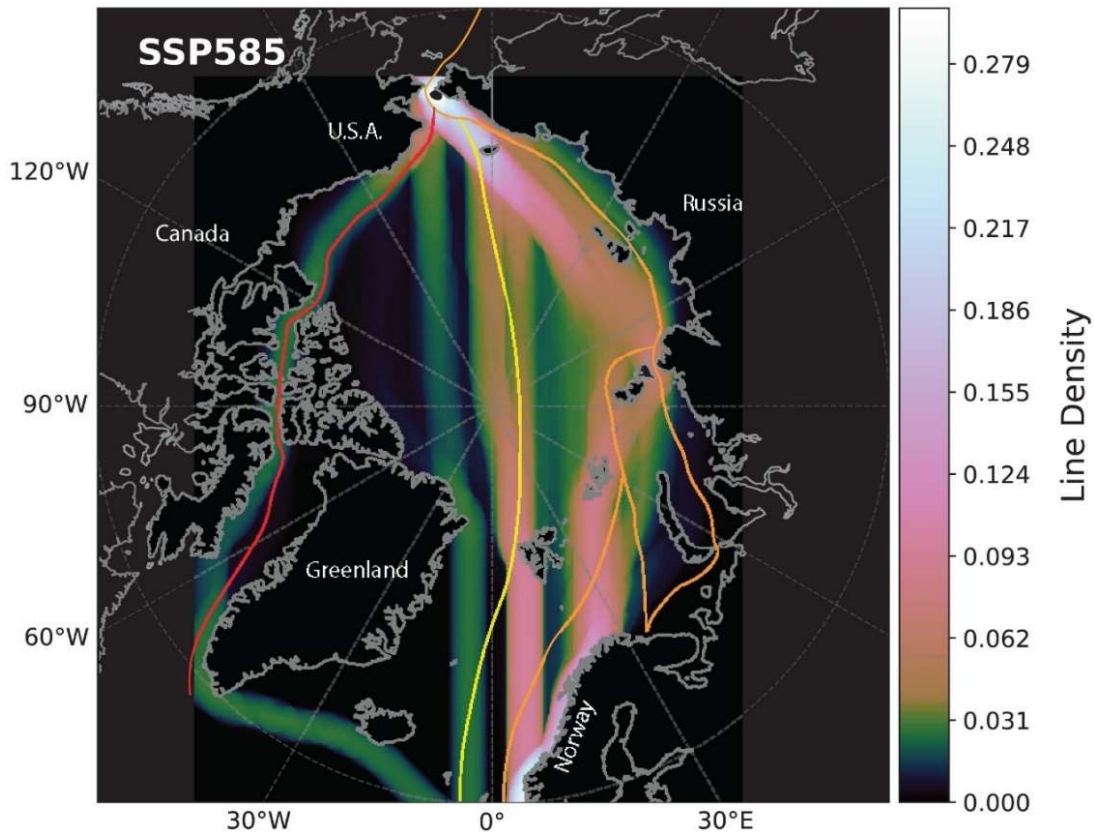 SSP585
U.S.A.
Canada
Russia
Greenland
Norway
120°W
90°W
60°W
30°W
0°
30°E
0.279
0.248
0.217
0.186
0.155
0.124
0.093
0.062
0.031
0.000
Line Density